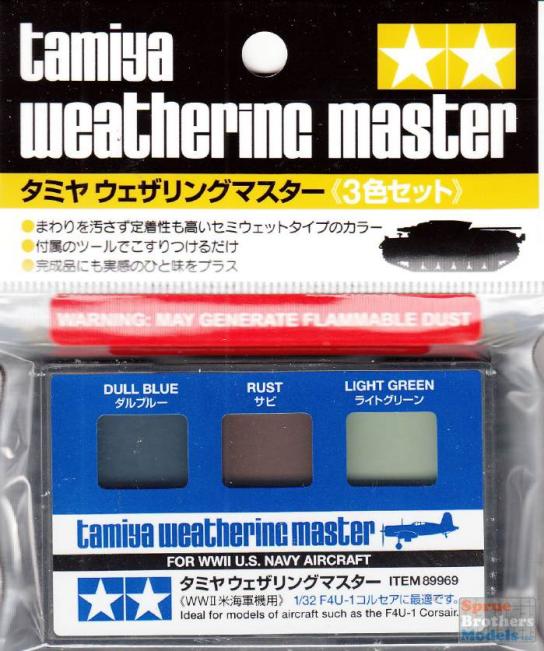 tamiya
weathering master
タミヤ ウェザリングマスター《3色セット》
●まわりを汚さず定着性も高いセミウェットタイプのカラー
●付属のツールでこすりつけるだけ
●完成品にも実感のひと味をプラス
WARNING: MAY GENERATE FLAMMABLE DUST
DULL BLUE RUST LIGHT GREEN
ダルブルー サビ ライトグリーン
tamiya weathering master
FOR WWII U.S. NAVY AIRCRAFT
タミヤ ウェザリングマスター ITEM 89969
《WWⅡ米海軍機用》 1/32 F4U-1コルセアに最適です。
Ideal for models of aircraft such as the F4U-1 Corsair.
Sprue
Brothers
Models LLC